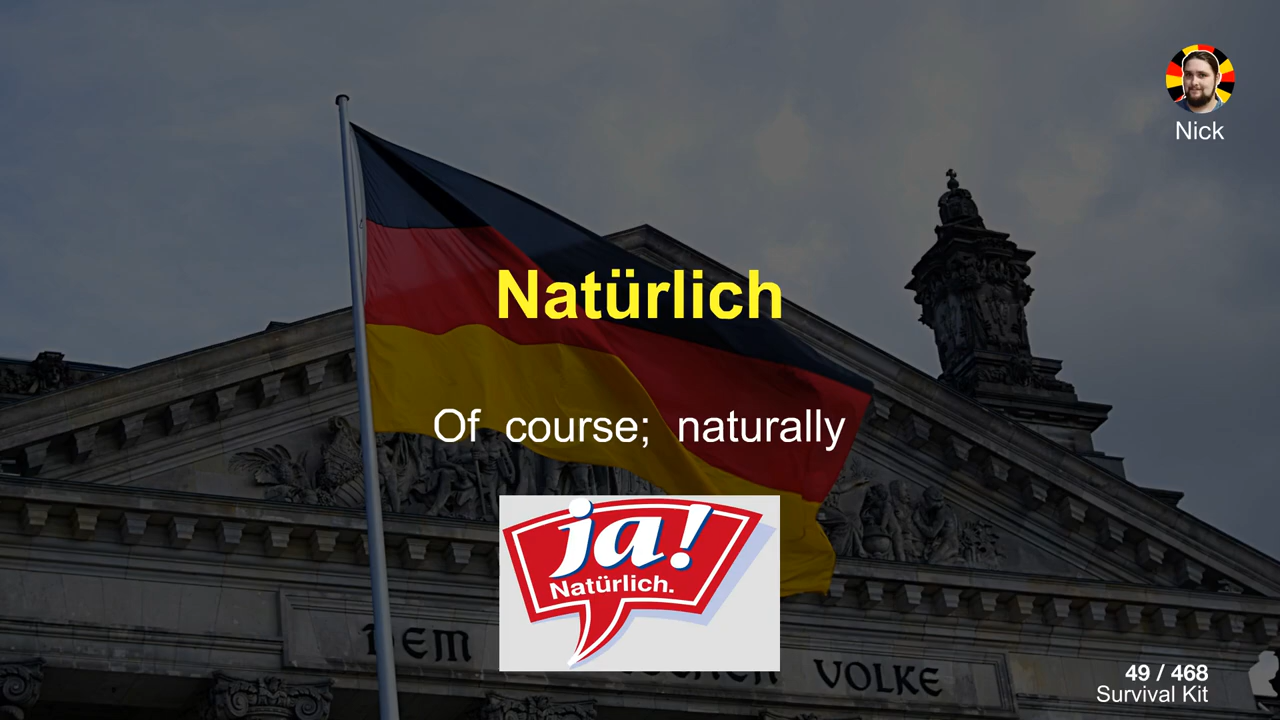 Nick
Natürlich
Of course; naturally
ja!
Natürlich.
DEM VOLKE
49 / 468
Survival Kit